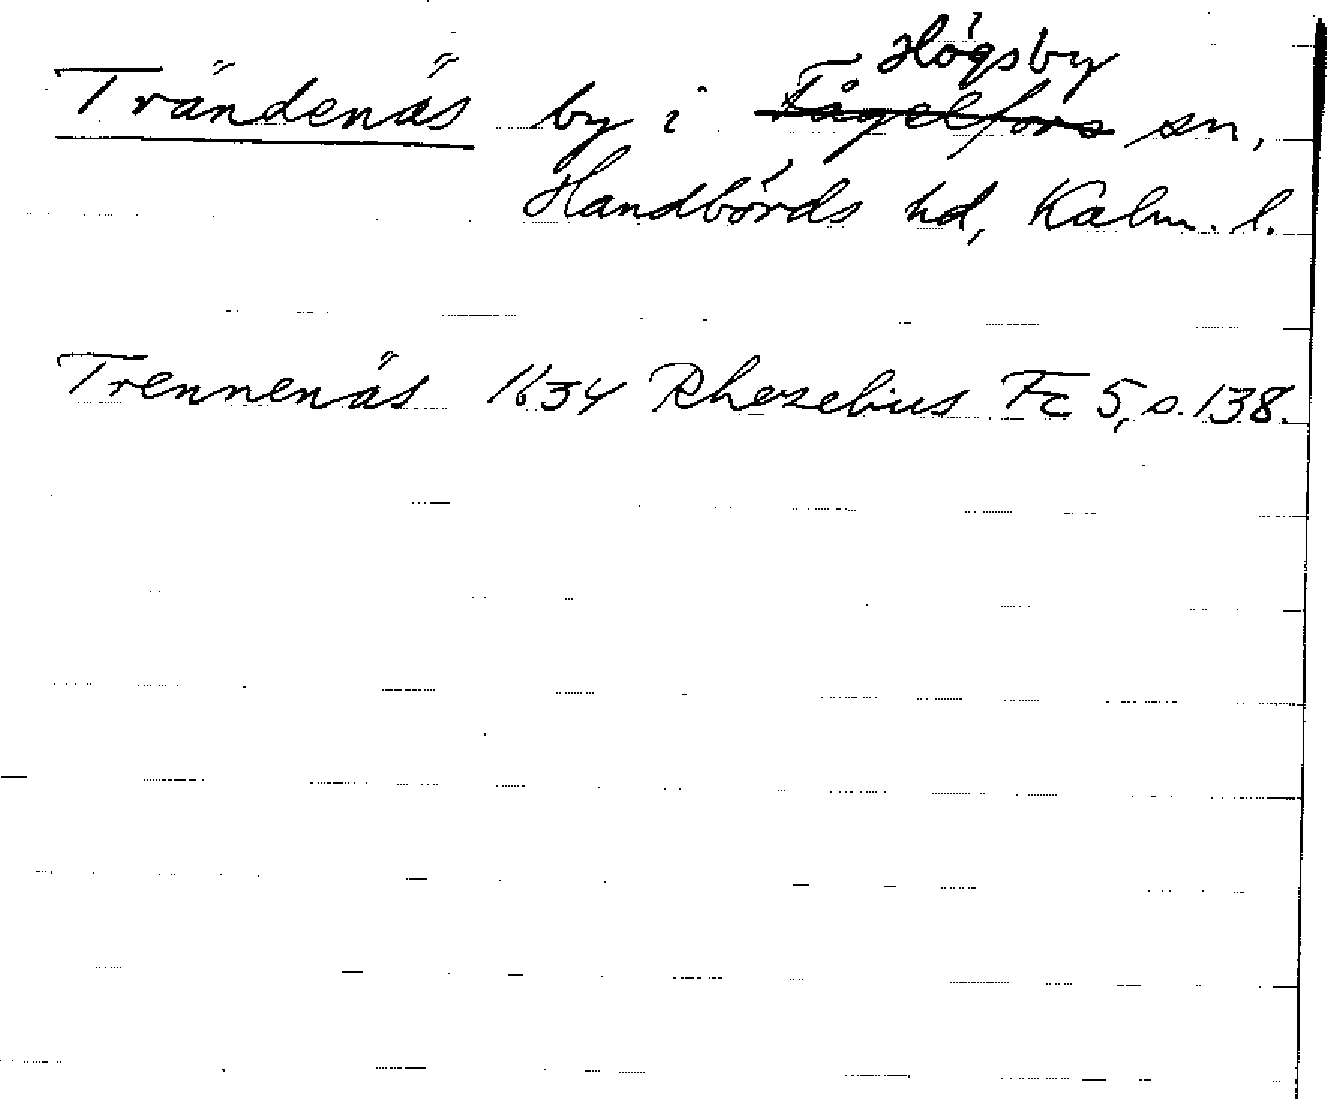 Högsby
Trändenäs by i Fågelfors sn,
Handbörds hd, Kalm. l.
Trennenäs 1634 Rhezelius Fc 5, s. 138.